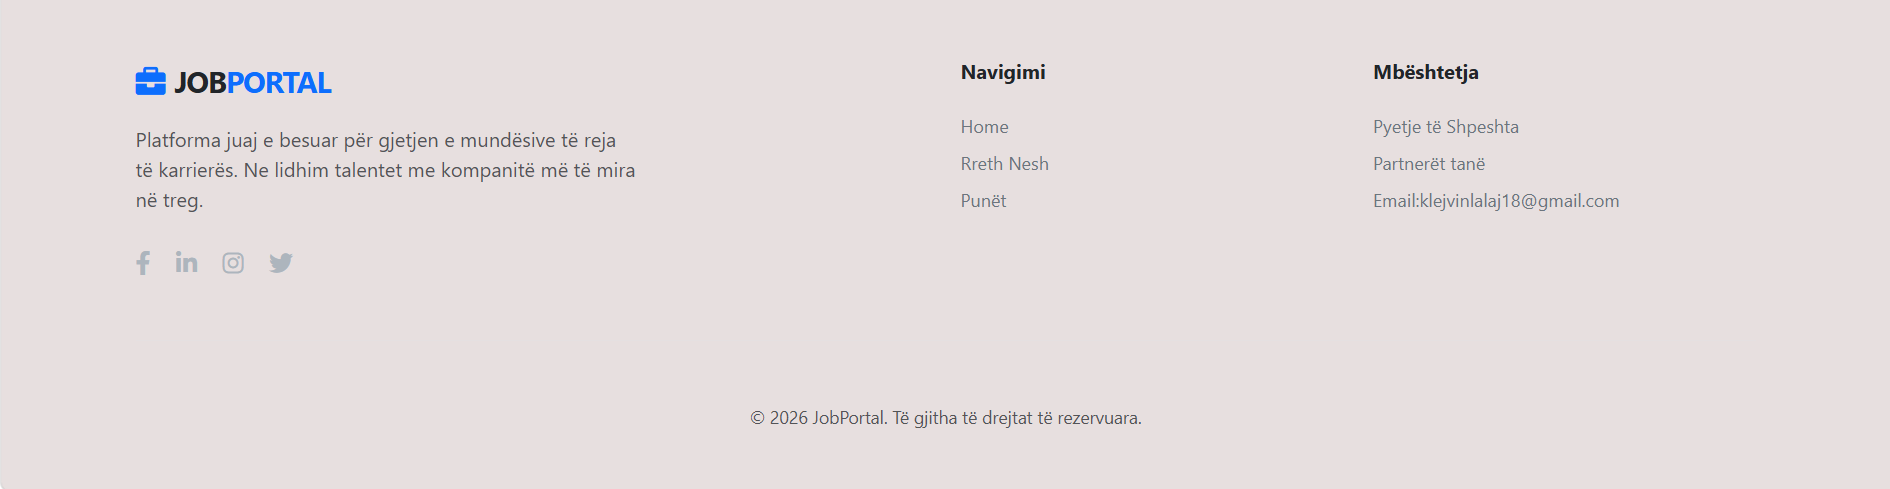 JOBPORTAL
Platforma juaj e besuar për gjetjen e mundësive të reja
të karrierës. Ne lidhim talentet me kompanitë më të mira
në treg.
Navigimi
Home
Rreth Nesh
Punët
Mbështetja
Pyetje të Shpeshta
Partnerët tanë
Email:klejvinlalaj18@gmail.com
© 2026 JobPortal. Të gjitha të drejtat të rezervuara.